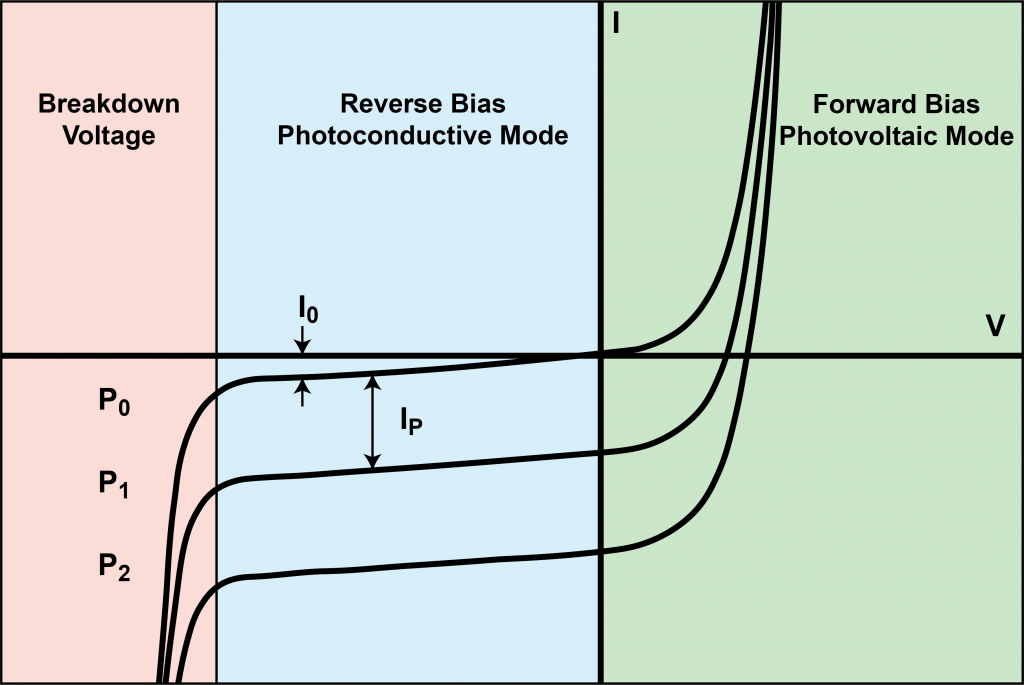 I
Breakdown
Voltage
Reverse Bias
Photoconductive Mode
Forward Bias
Photovoltaic Mode
I₀
V
P₀
Iₚ
P₁
P₂